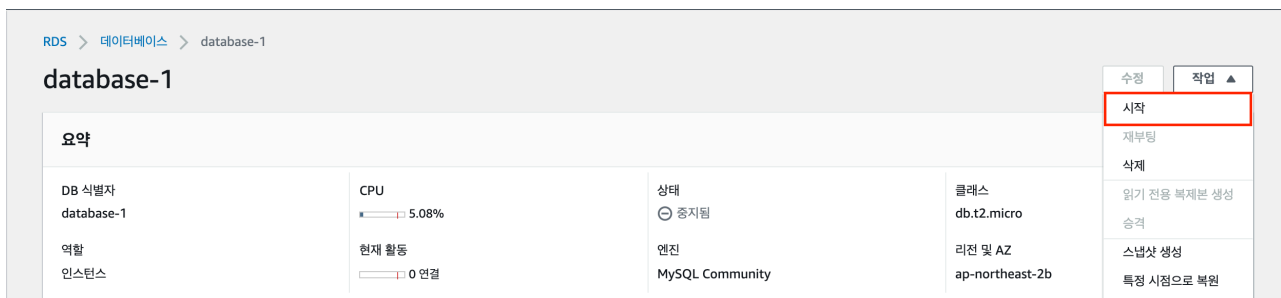 RDS > 데이터베이스 > database-1
database-1
수정 작업 ▲
시작
재부팅
삭제
읽기 전용 복제본 생성
승격
스냅샷 생성
특정 시점으로 복원
요약
DB 식별자 CPU 상태 클래스
database-1 5.08% 중지됨 db.t2.micro
역할 현재 활동 엔진 리전 및 AZ
인스턴스 0 연결 MySQL Community ap-northeast-2b